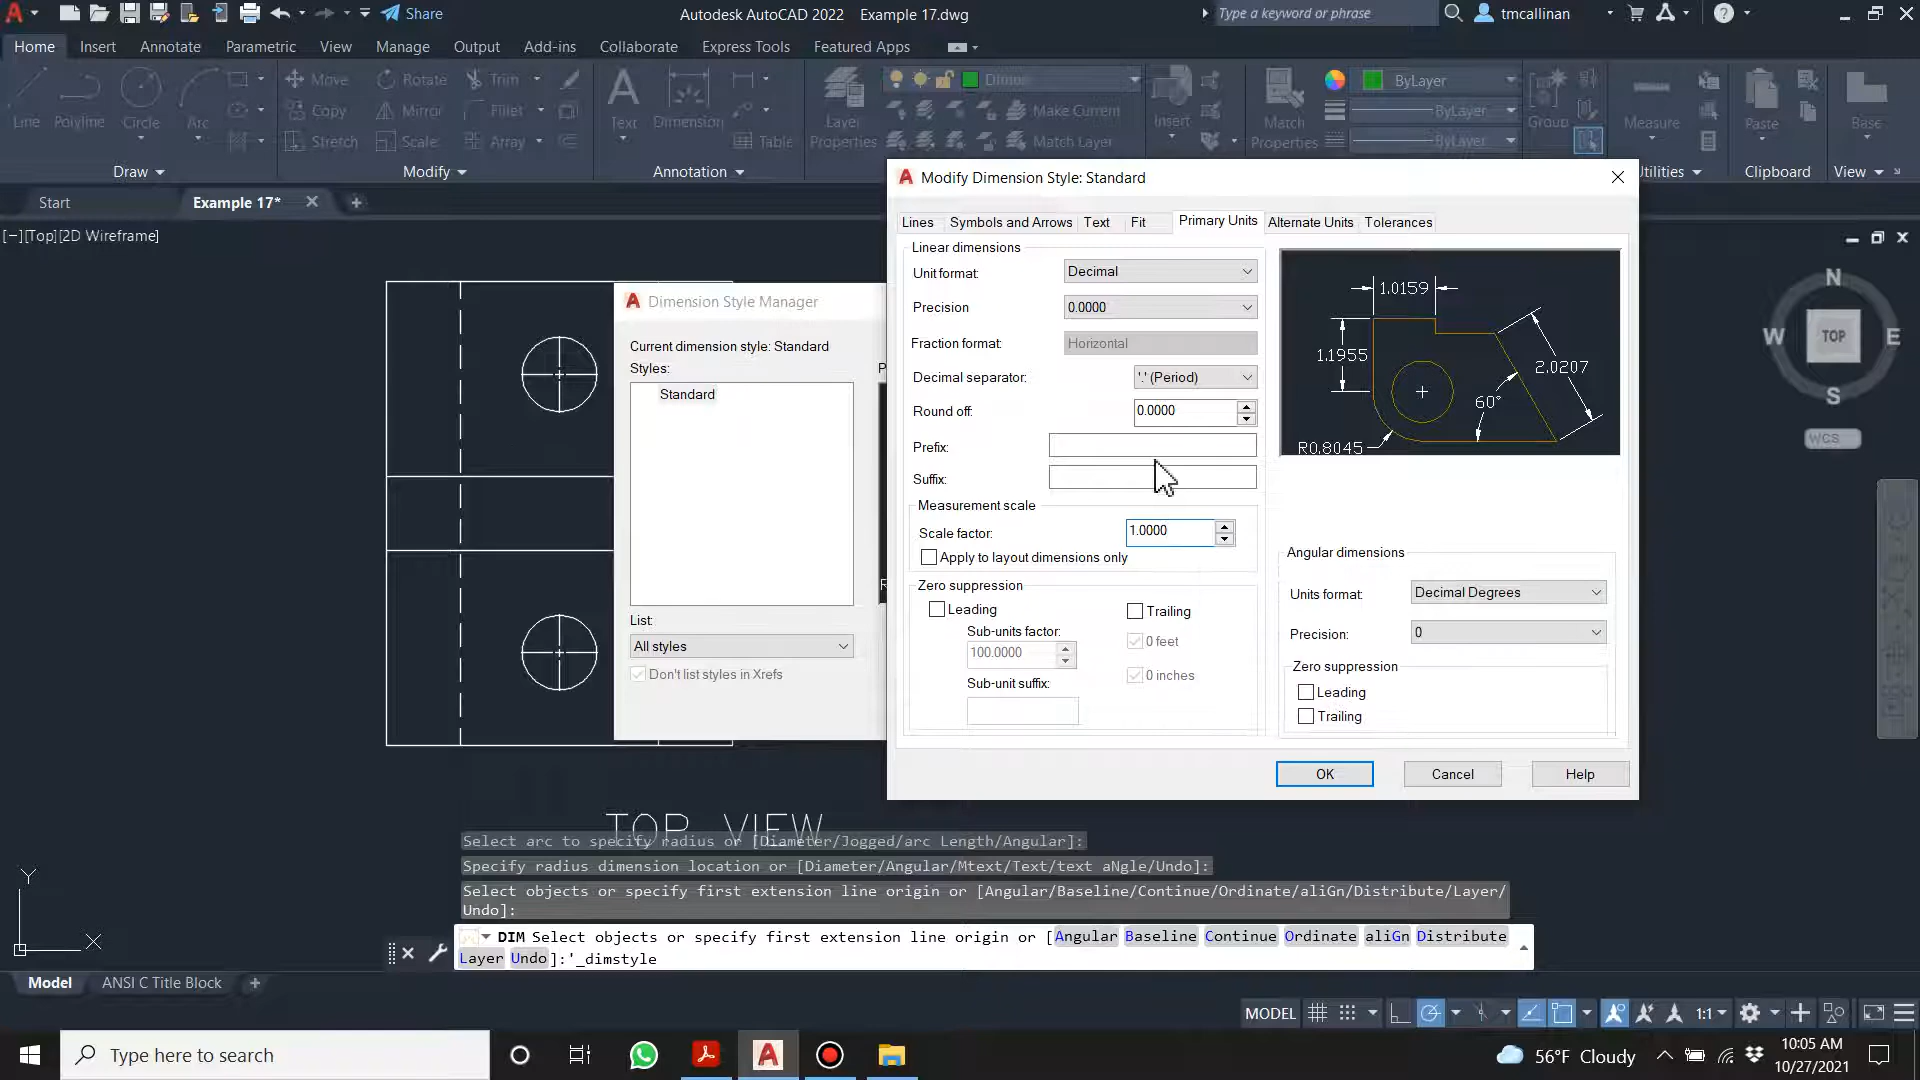 Share
Autodesk AutoCAD 2022 Example 17.dwg
Type a keyword or phrase
tmcallinan
Home Insert Annotate Parametric View Manage Output Add-ins Collaborate Express Tools Featured Apps
Line Polyline Circle Arc
Move Rotate Trim
Copy Mirror Fillet
Stretch Scale Array
Text Dimension
Table
Layer
Properties
Make Current
Match Layer
Insert
Match
Properties
ByLayer
ByLayer
ByLayer
Group
Measure
Paste
Base
Draw Modify Annotation
Utilities Clipboard View
Start Example 17*
[−][Top][2D Wireframe]
Dimension Style Manager
Current dimension style: Standard
Styles:
Standard
List:
All styles
Don't list styles in Xrefs
Modify Dimension Style: Standard
Lines Symbols and Arrows Text Fit Primary Units Alternate Units Tolerances
Linear dimensions
Unit format: Decimal
Precision 0.0000
Fraction format: Horizontal
Decimal separator: '.' (Period)
Round off: 0.0000
Prefix:
Suffix:
Measurement scale
Scale factor: 1.0000
Apply to layout dimensions only
Zero suppression
Leading Trailing
Sub-units factor: 0 feet
100.0000
Sub-unit suffix: 0 inches
1.0159
1.1955
2.0207
60°
R0.8045
Angular dimensions
Units format: Decimal Degrees
Precision: 0
Zero suppression
Leading
Trailing
OK Cancel Help
N
W TOP E
S
WCS
TOP VIEW
Select arc to specify radius or [Diameter/Jogged/arc Length/Angular]:
Specify radius dimension location or [Diameter/Angular/Mtext/Text/text aNgle/Undo]:
Select objects or specify first extension line origin or [Angular/Baseline/Continue/Ordinate/aliGn/Distribute/Layer/
Undo]:
DIM Select objects or specify first extension line origin or [Angular Baseline Continue Ordinate aliGn Distribute
Layer Undo]:'_dimstyle
Y
X
Model ANSI C Title Block
MODEL 1:1
Type here to search
56°F Cloudy
10:05 AM
10/27/2021